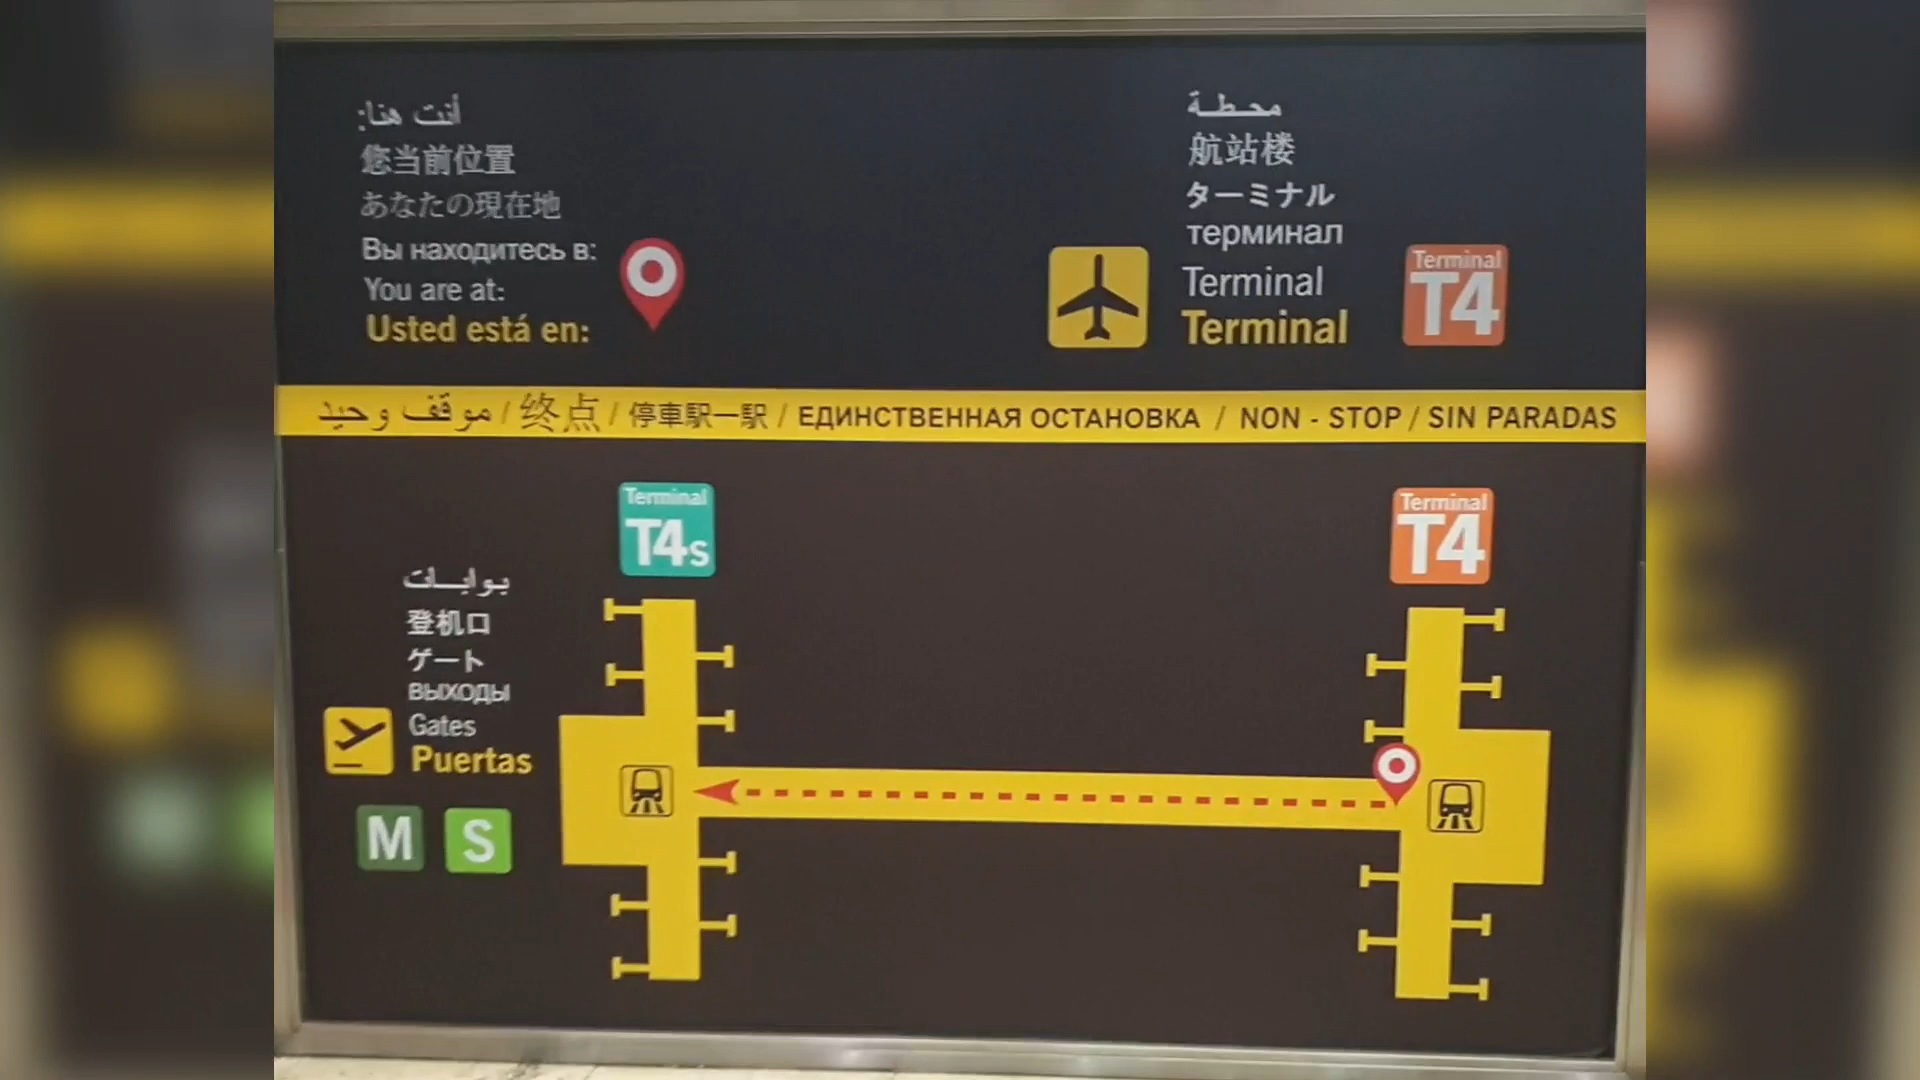 أنت هنا:
您当前位置
あなたの現在地
Вы находитесь в:
You are at:
Usted está en:
محطة
航站楼
ターミナル
терминал
Terminal
Terminal
Terminal
T4
موقف وحيد / 终点 / 停車駅一駅 / ЕДИНСТВЕННАЯ ОСТАНОВКА / NON - STOP / SIN PARADAS
Terminal
T4s
Terminal
T4
بوابات
登机口
ゲート
выходы
Gates
Puertas
M S